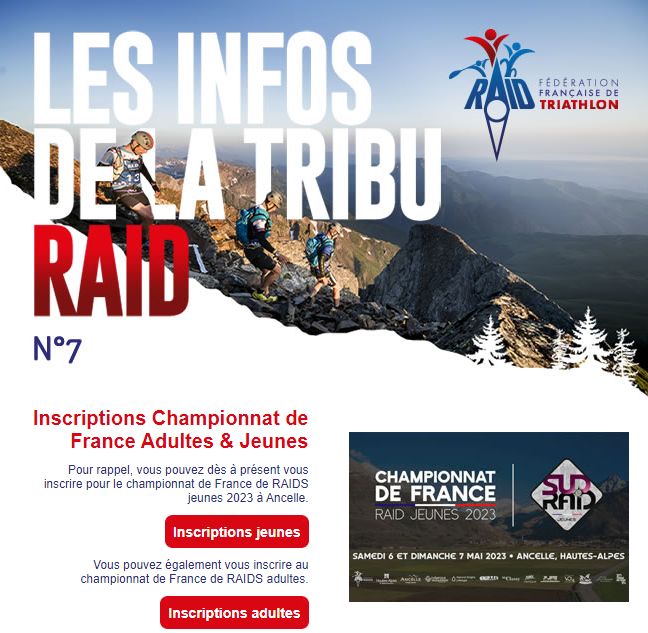 LES INFOS
DE LA TRIBU
RAID
N°7
RAID
FÉDÉRATION
FRANÇAISE DE
TRIATHLON
13
Inscriptions Championnat de
France Adultes & Jeunes
Pour rappel, vous pouvez dès à présent vous
inscrire pour le championnat de France de RAIDS
jeunes 2023 à Ancelle.
Inscriptions jeunes
Vous pouvez également vous inscrire au
championnat de France de RAIDS adultes.
Inscriptions adultes
CHAMPIONNAT
DE FRANCE
RAID JEUNES 2023
SUD
RAID
JEUNES
SAMEDI 6 ET DIMANCHE 7 MAI 2023 • ANCELLE, HAUTES-ALPES